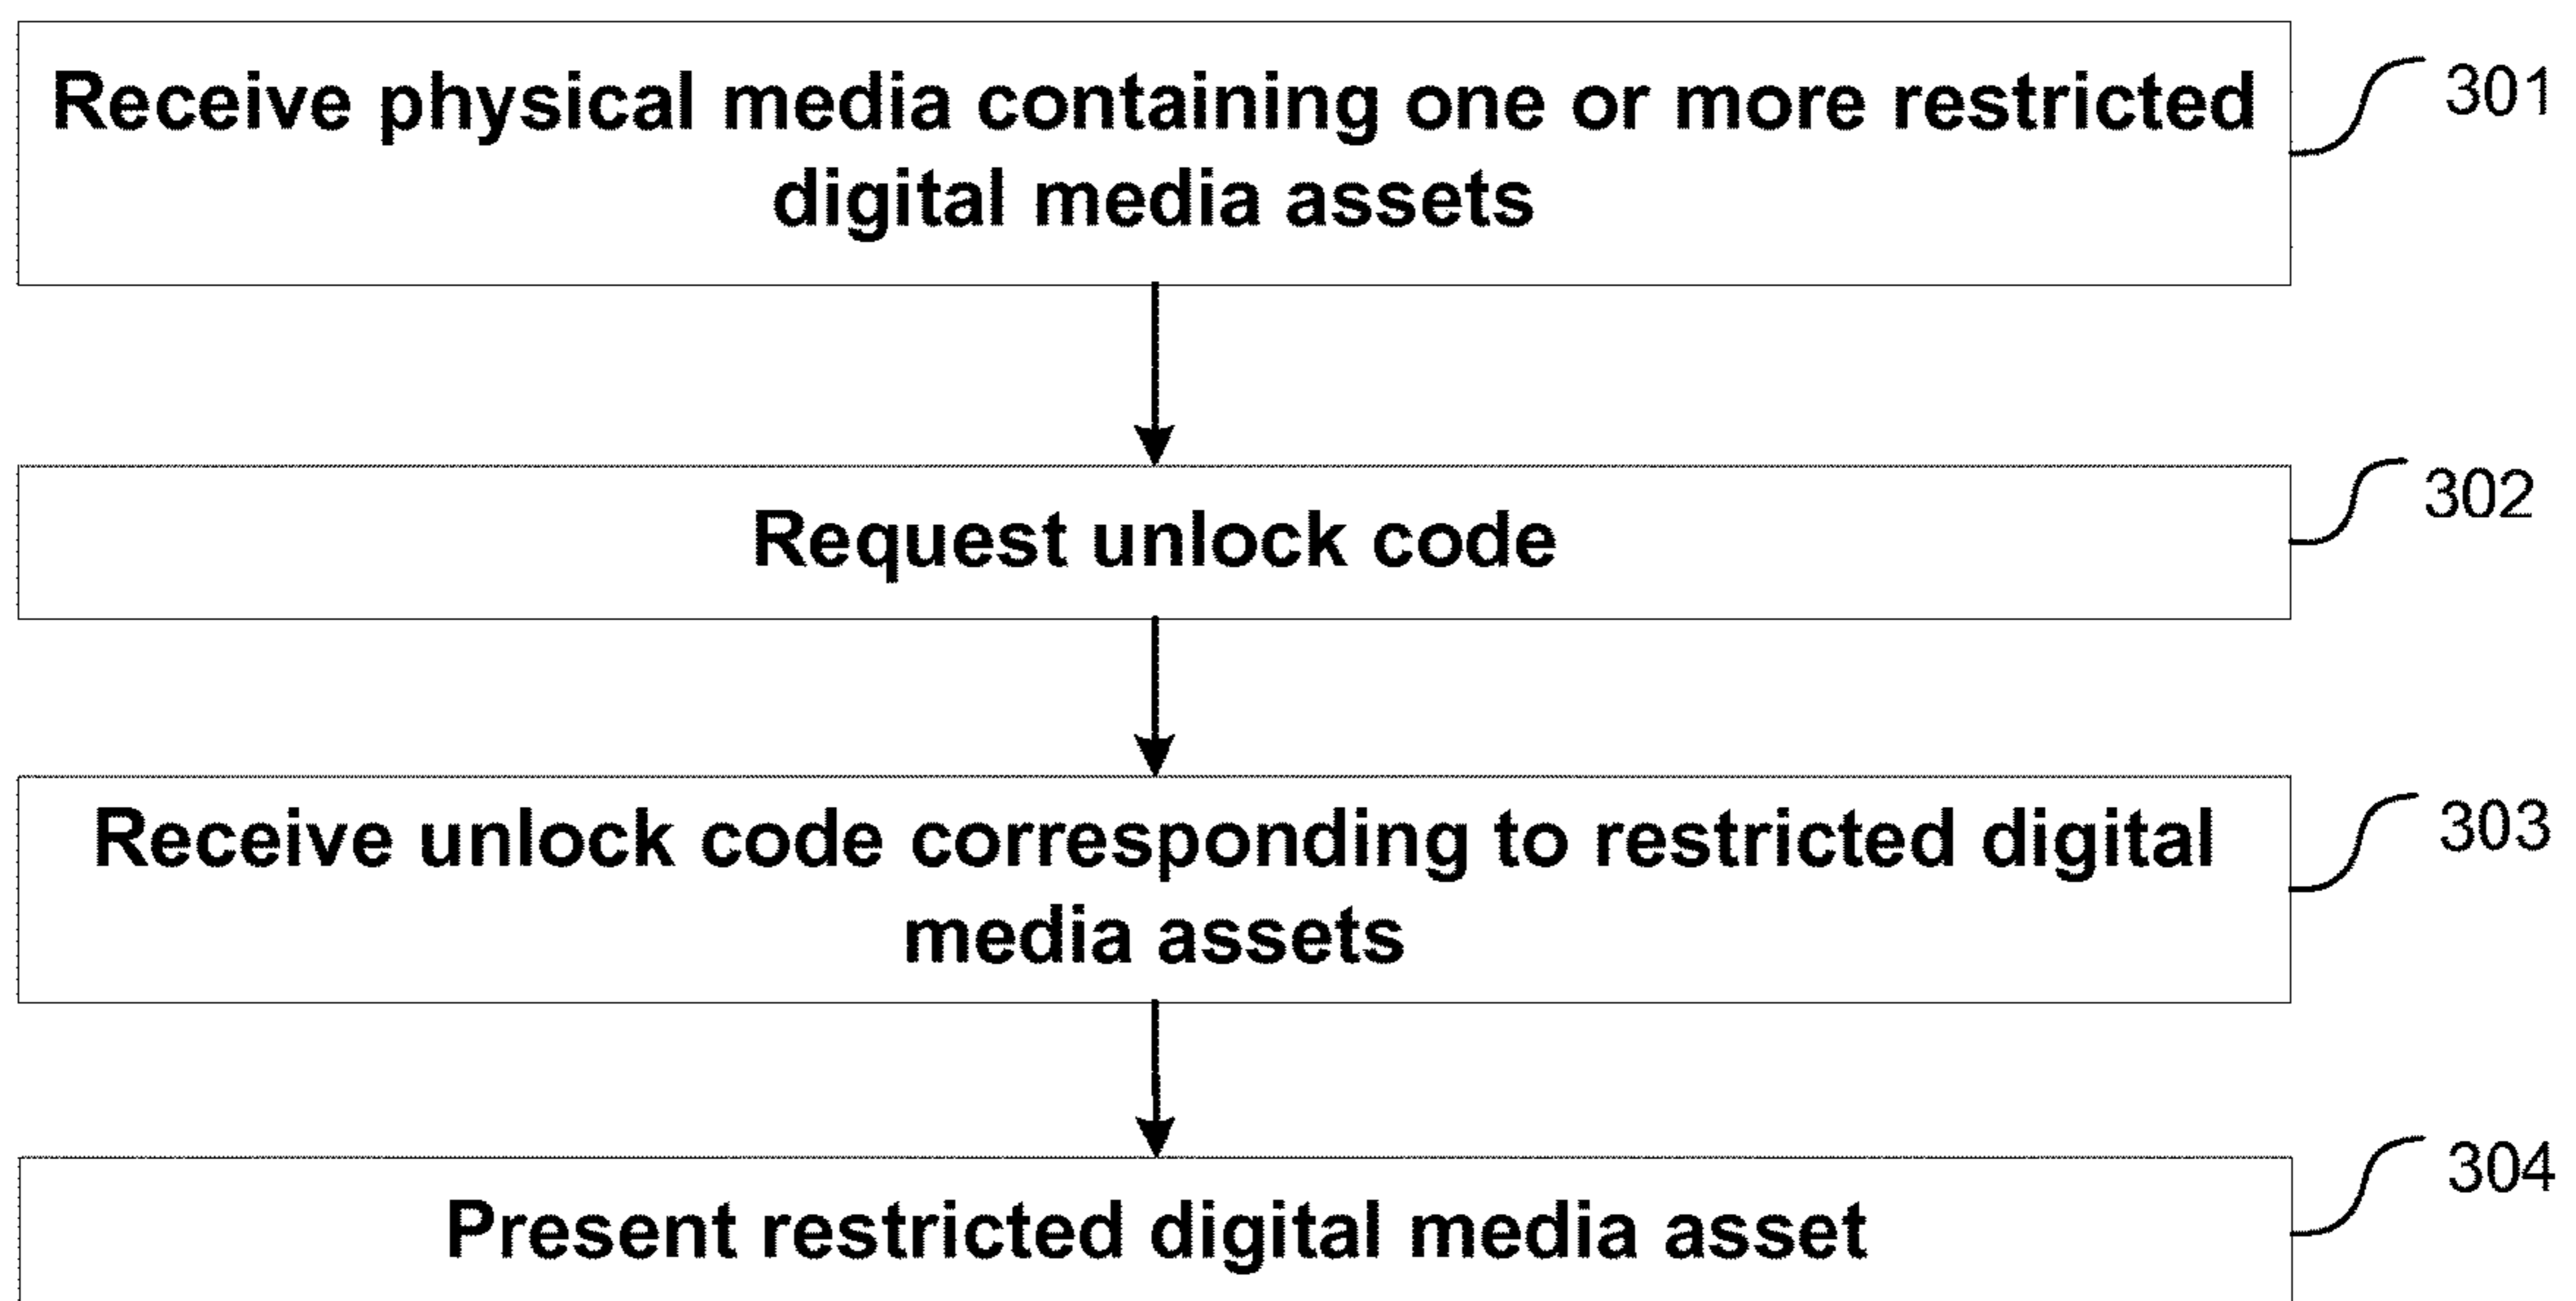 Receive physical media containing one or more restricted
digital media assets
301
Request unlock code
302
Receive unlock code corresponding to restricted digital
media assets
303
Present restricted digital media asset
304